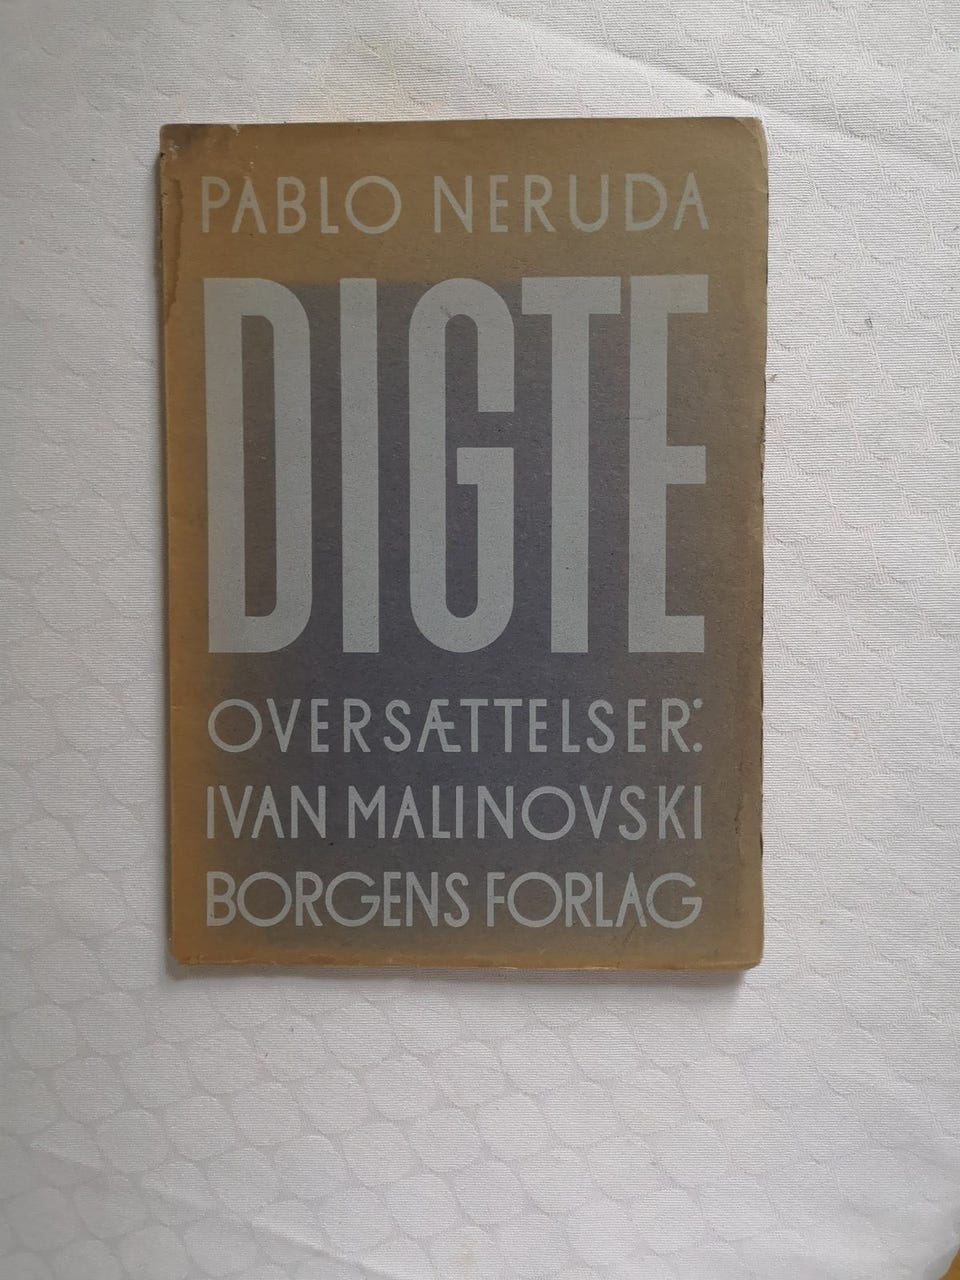 PABLO NERUDA
DIGTE
OVERSÆTTELSER:
IVAN MALINOVSKI
BORGENS FORLAG